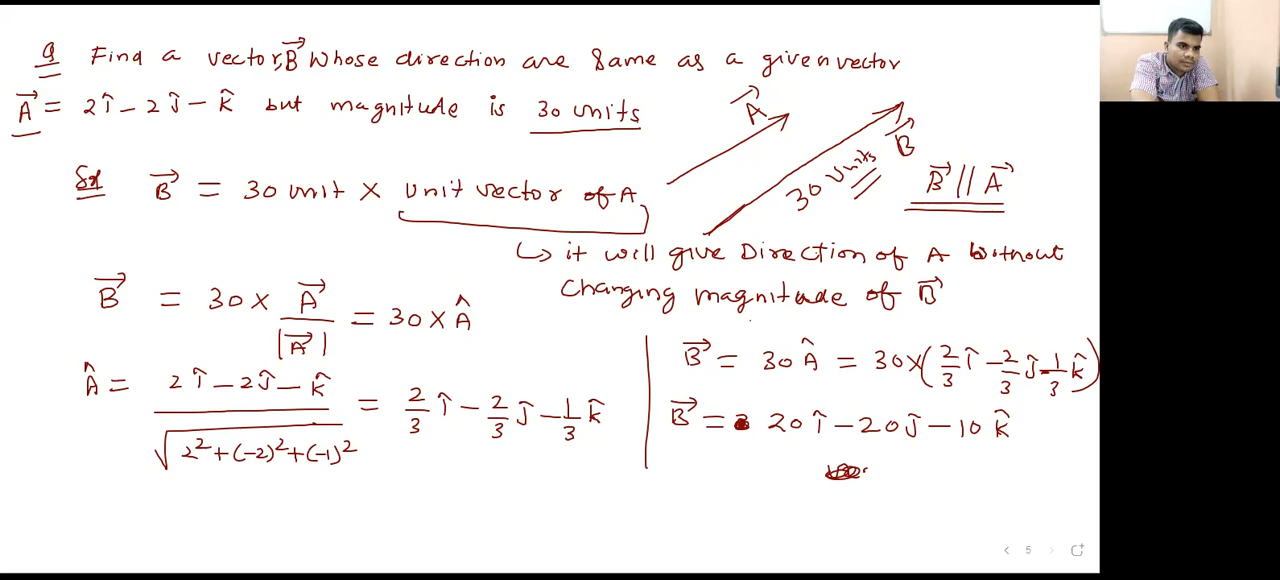 Q Find a vector, B⃗ whose direction are same as a given vector
A⃗ = 2î - 2ĵ - k̂ but magnitude is 30 units
A⃗
30 units
B⃗
B⃗ // A⃗
Sol B⃗ = 30 unit × unit vector of A
↳ it will give Direction of A without
changing magnitude of B⃗
B⃗ = 30 × A⃗/|A⃗| = 30 × Â
Â = (2î - 2ĵ - k̂)/√(2² + (-2)² + (-1)²) = 2/3 î - 2/3 ĵ - 1/3 k̂
B⃗ = 30Â = 30 × (2/3 î - 2/3 ĵ - 1/3 k̂)
B⃗ = 20î - 20ĵ - 10k̂
< 5 >